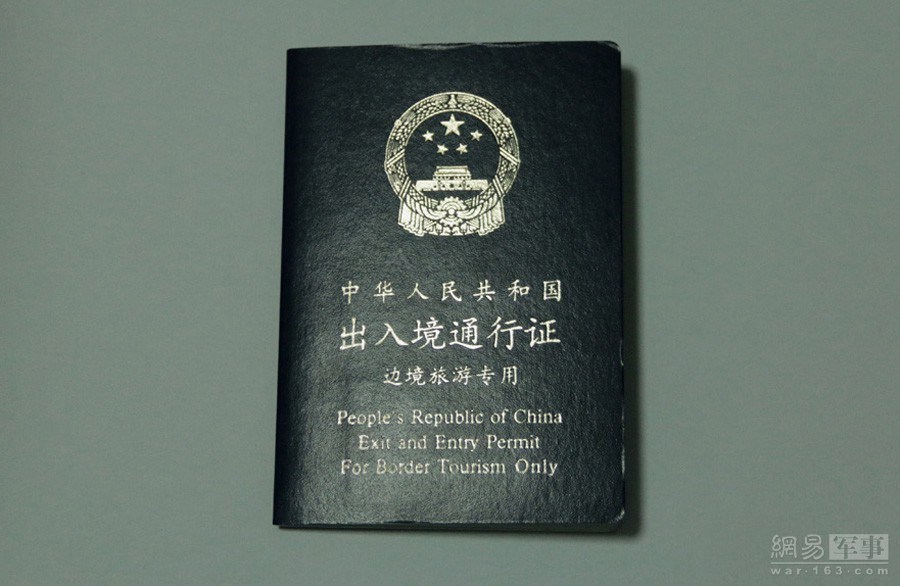 中华人民共和国
出入境通行证
边境旅游专用
People's Republic of China
Exit and Entry Permit
For Border Tourism Only
網易军事
war.163.com